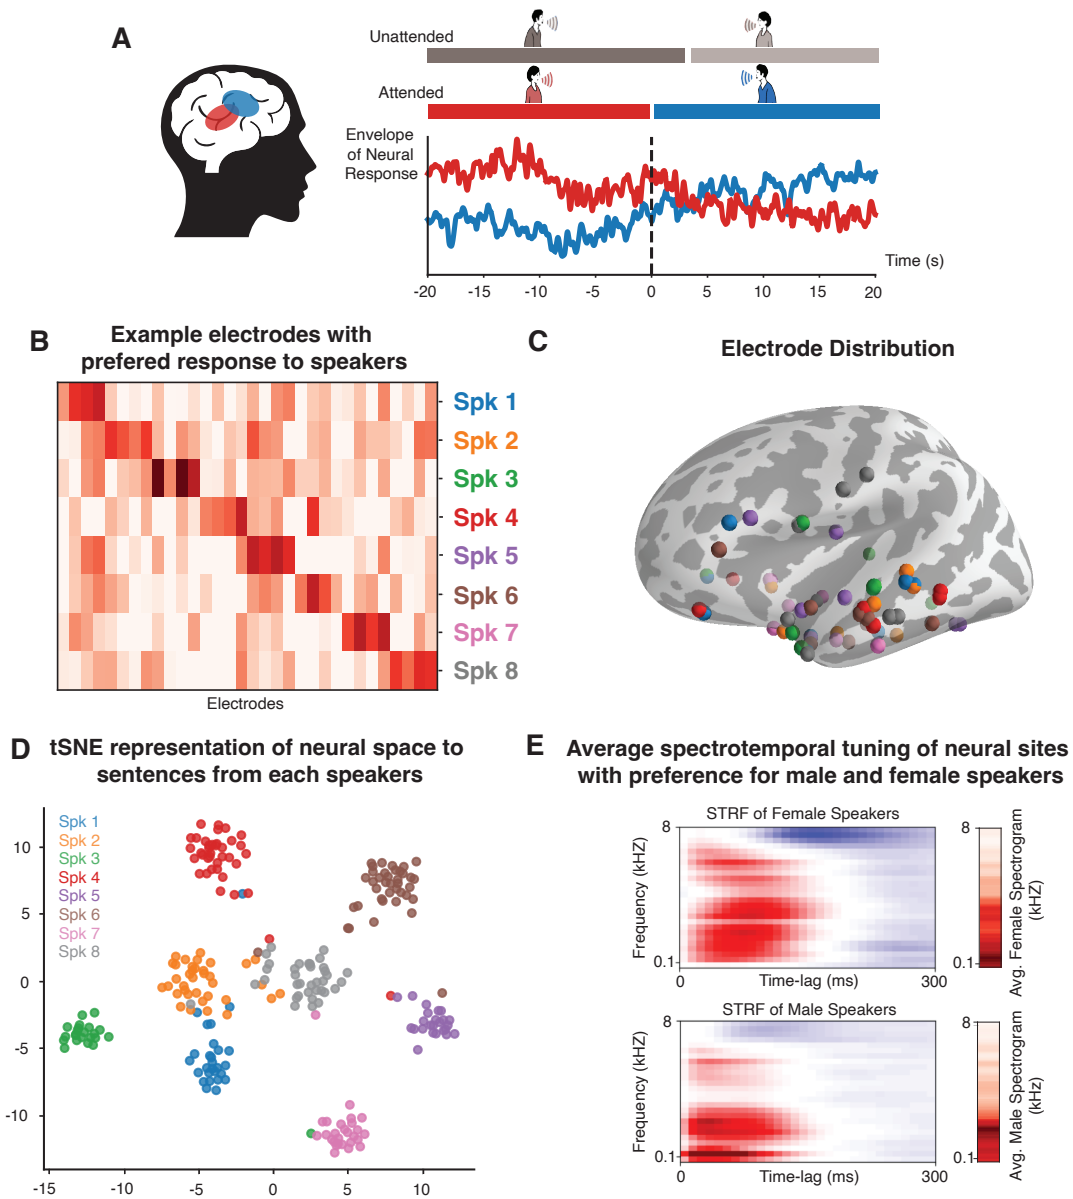 A
Unattended
Attended
Envelope
of Neural
Response
Time (s)
-20 -15 -10 -5 0 5 10 15 20
B
Example electrodes with
prefered response to speakers
Spk 1
Spk 2
Spk 3
Spk 4
Spk 5
Spk 6
Spk 7
Spk 8
Electrodes
C
Electrode Distribution
D
tSNE representation of neural space to
sentences from each speakers
Spk 1
Spk 2
Spk 3
Spk 4
Spk 5
Spk 6
Spk 7
Spk 8
10
5
0
-5
-10
-15 -10 -5 0 5 10
E
Average spectrotemporal tuning of neural sites
with preference for male and female speakers
STRF of Female Speakers
8
Frequency (kHZ)
0.1
Time-lag (ms)
300
8
0.1
Avg. Female Spectrogram
(kHZ)
STRF of Male Speakers
8
Frequency (kHZ)
0.1
0
Time-lag (ms)
300
8
0.1
Avg. Male Spectrogram
(kHz)